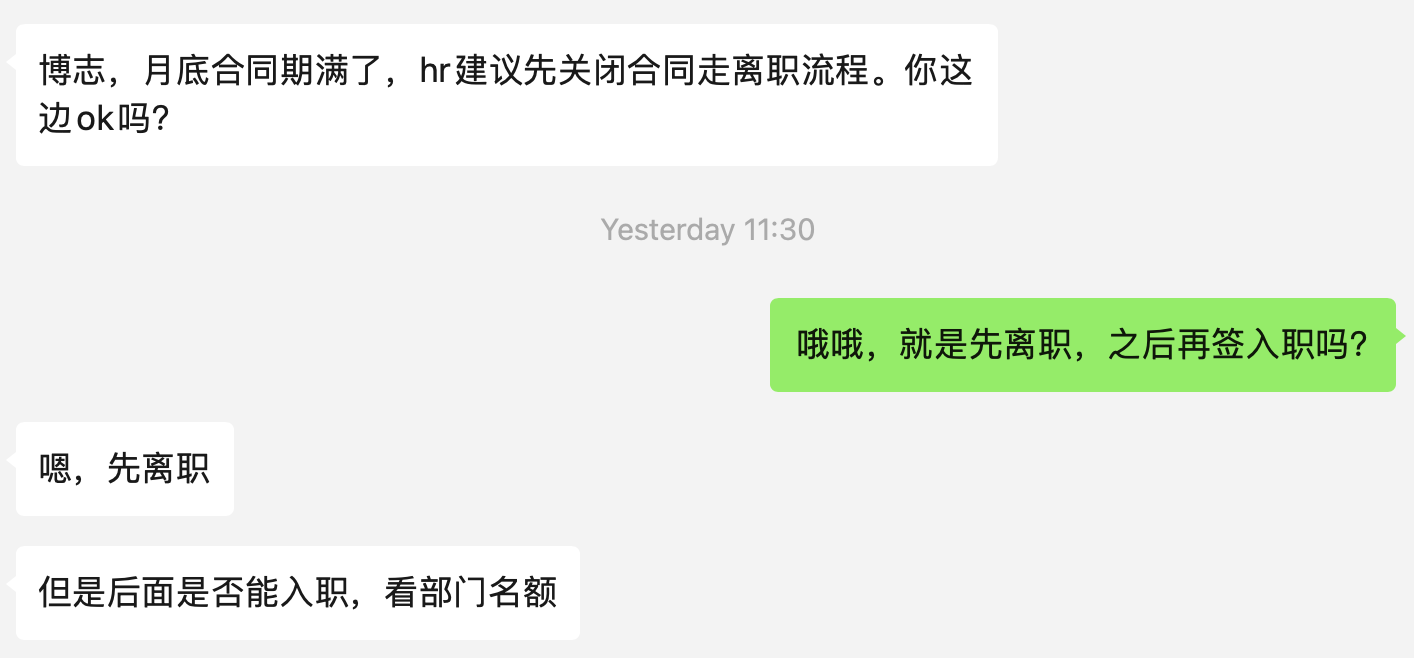 博志，月底合同期满了，hr建议先关闭合同走离职流程。你这
边ok吗？
Yesterday 11:30
哦哦，就是先离职，之后再签入职吗？
嗯，先离职
但是后面是否能入职，看部门名额